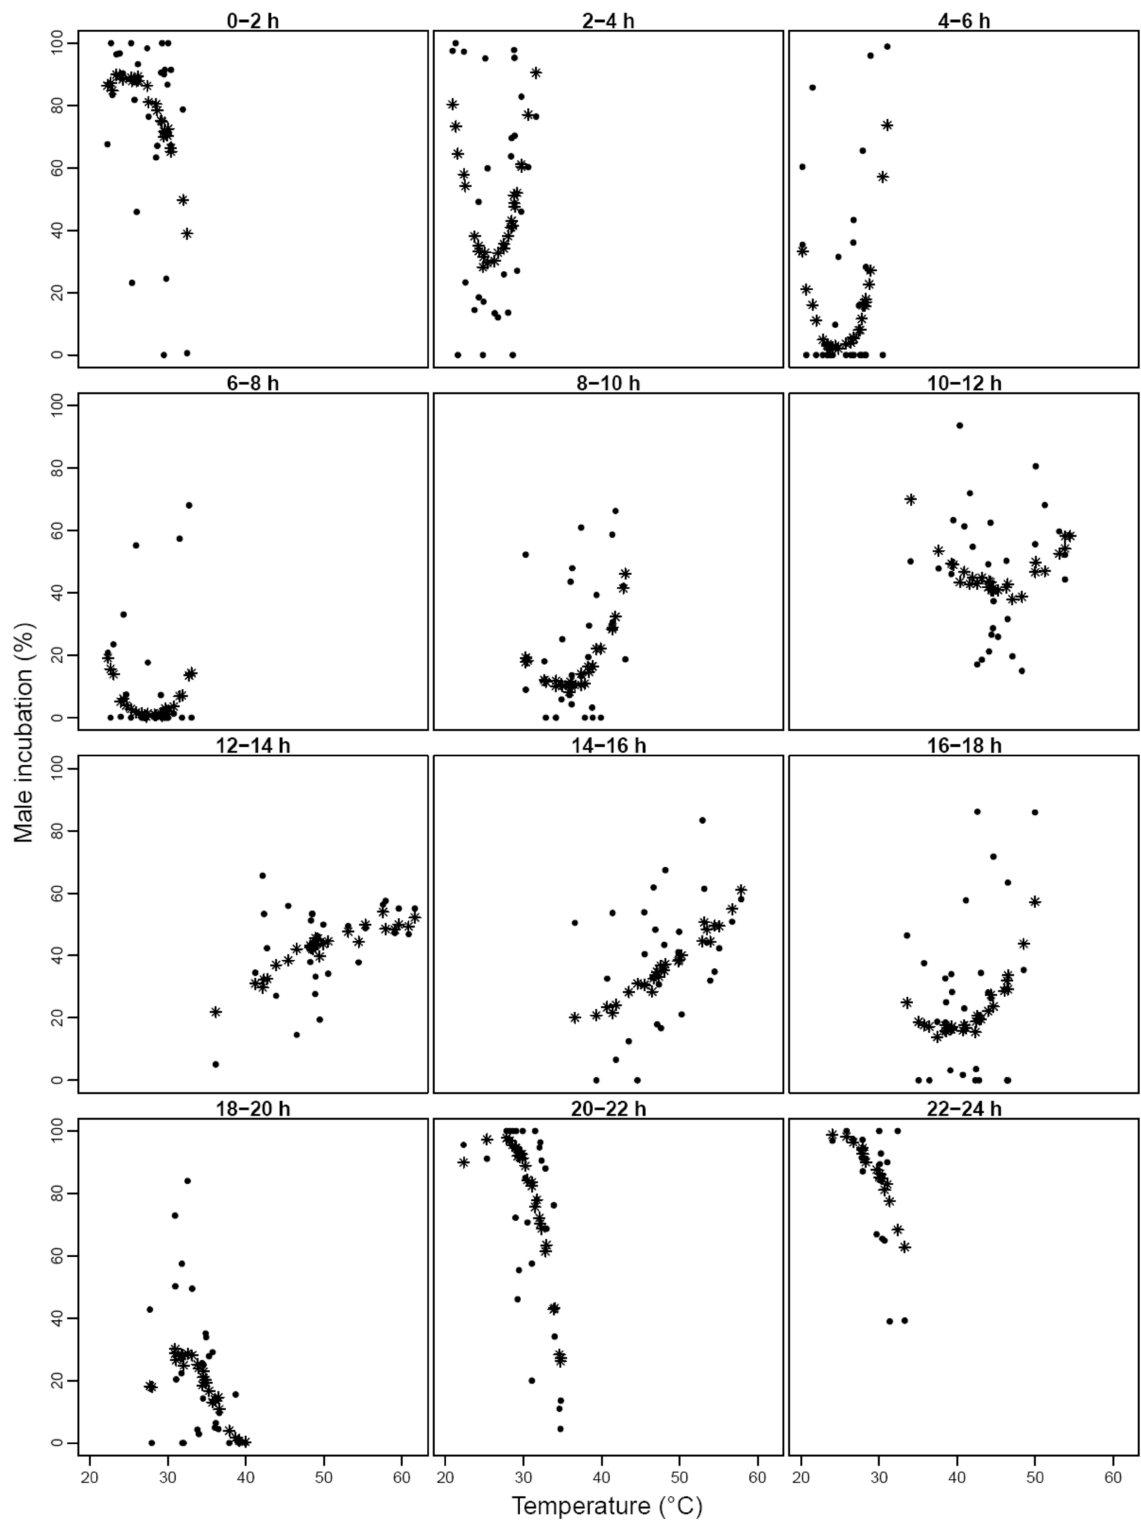 0−2 h
2−4 h
4−6 h
0 20 40 60 80 100
6−8 h
8−10 h
10−12 h
0 20 40 60 80 100
Male incubation (%)
12−14 h
14−16 h
16−18 h
0 20 40 60 80 100
18−20 h
20−22 h
22−24 h
0 20 40 60 80 100
20 30 40 50 60
20 30 40 50 60
20 30 40 50 60
Temperature (°C)